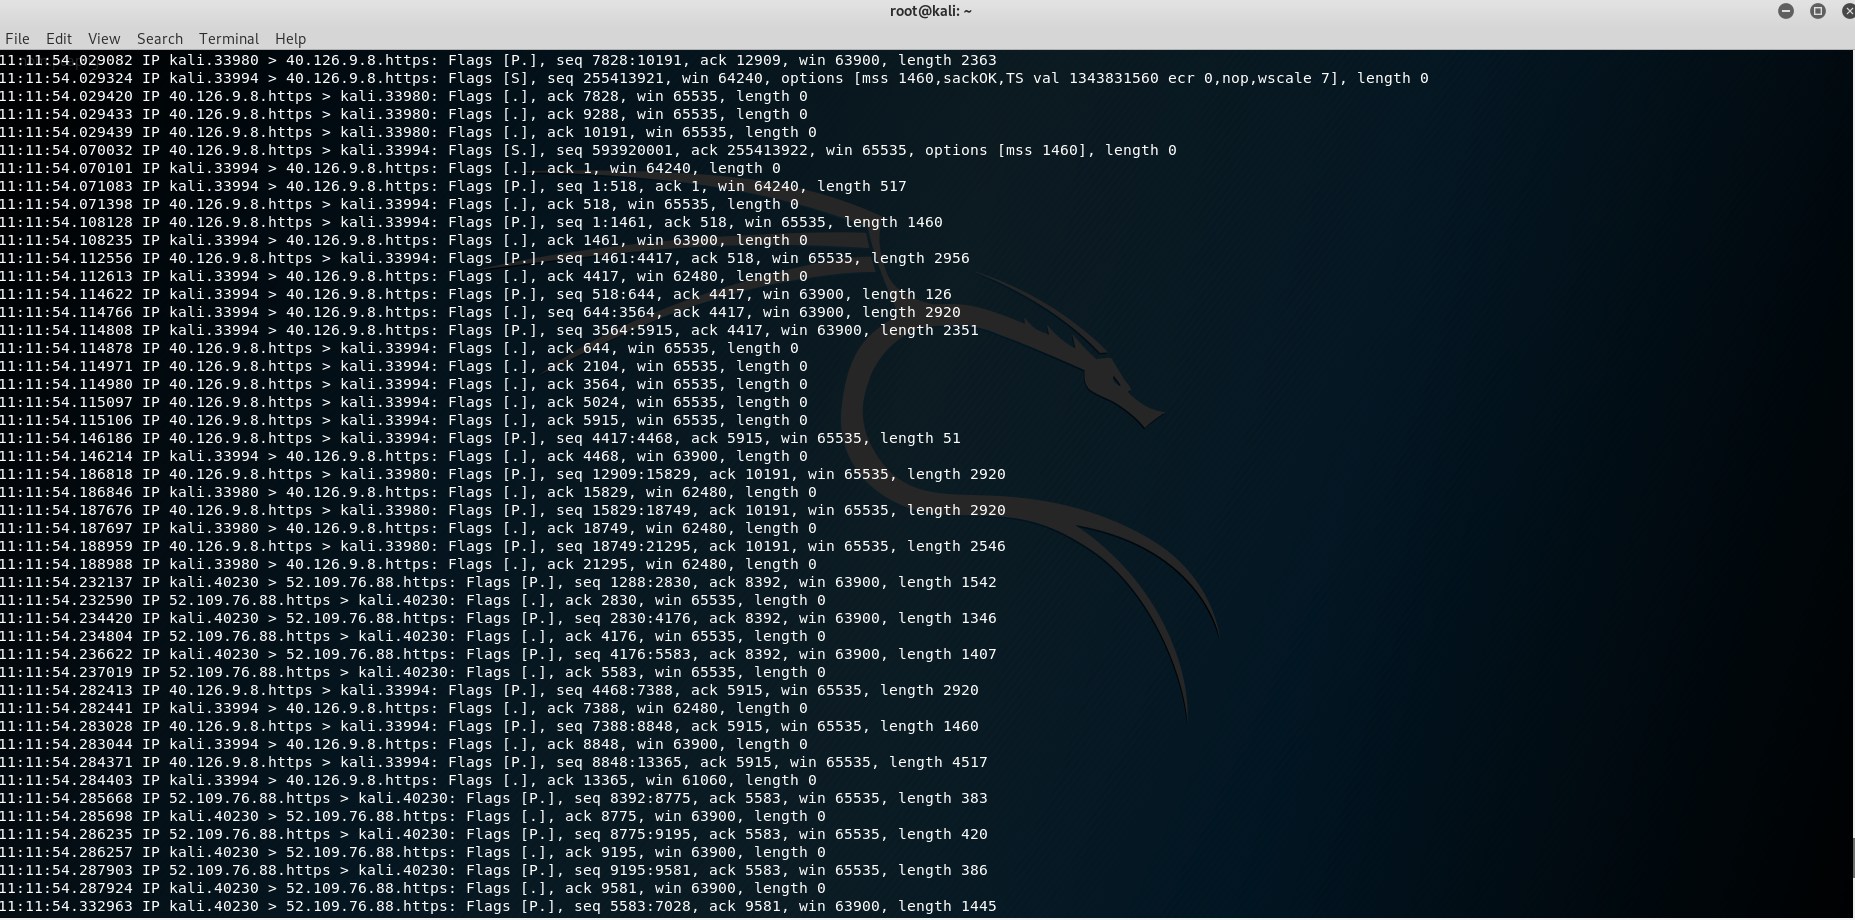 root@kali: ~
File Edit View Search Terminal Help
11:11:54.029082 IP kali.33980 > 40.126.9.8.https: Flags [P.], seq 7828:10191, ack 12909, win 63900, length 2363
11:11:54.029324 IP kali.33994 > 40.126.9.8.https: Flags [S], seq 255413921, win 64240, options [mss 1460,sackOK,TS val 1343831560 ecr 0,nop,wscale 7], length 0
11:11:54.029420 IP 40.126.9.8.https > kali.33980: Flags [.], ack 7828, win 65535, length 0
11:11:54.029433 IP 40.126.9.8.https > kali.33980: Flags [.], ack 9288, win 65535, length 0
11:11:54.029439 IP 40.126.9.8.https > kali.33980: Flags [.], ack 10191, win 65535, length 0
11:11:54.070032 IP 40.126.9.8.https > kali.33994: Flags [S.], seq 593920001, ack 255413922, win 65535, options [mss 1460], length 0
11:11:54.070101 IP kali.33994 > 40.126.9.8.https: Flags [.], ack 1, win 64240, length 0
11:11:54.071083 IP kali.33994 > 40.126.9.8.https: Flags [P.], seq 1:518, ack 1, win 64240, length 517
11:11:54.071398 IP 40.126.9.8.https > kali.33994: Flags [.], ack 518, win 65535, length 0
11:11:54.108128 IP 40.126.9.8.https > kali.33994: Flags [P.], seq 1:1461, ack 518, win 65535, length 1460
11:11:54.108235 IP kali.33994 > 40.126.9.8.https: Flags [.], ack 1461, win 63900, length 0
11:11:54.112556 IP 40.126.9.8.https > kali.33994: Flags [P.], seq 1461:4417, ack 518, win 65535, length 2956
11:11:54.112613 IP kali.33994 > 40.126.9.8.https: Flags [.], ack 4417, win 62480, length 0
11:11:54.114622 IP kali.33994 > 40.126.9.8.https: Flags [P.], seq 518:644, ack 4417, win 63900, length 126
11:11:54.114766 IP kali.33994 > 40.126.9.8.https: Flags [.], seq 644:3564, ack 4417, win 63900, length 2920
11:11:54.114808 IP kali.33994 > 40.126.9.8.https: Flags [P.], seq 3564:5915, ack 4417, win 63900, length 2351
11:11:54.114878 IP 40.126.9.8.https > kali.33994: Flags [.], ack 644, win 65535, length 0
11:11:54.114971 IP 40.126.9.8.https > kali.33994: Flags [.], ack 2104, win 65535, length 0
11:11:54.114980 IP 40.126.9.8.https > kali.33994: Flags [.], ack 3564, win 65535, length 0
11:11:54.115097 IP 40.126.9.8.https > kali.33994: Flags [.], ack 5024, win 65535, length 0
11:11:54.115106 IP 40.126.9.8.https > kali.33994: Flags [.], ack 5915, win 65535, length 0
11:11:54.146186 IP 40.126.9.8.https > kali.33994: Flags [P.], seq 4417:4468, ack 5915, win 65535, length 51
11:11:54.146214 IP kali.33994 > 40.126.9.8.https: Flags [.], ack 4468, win 63900, length 0
11:11:54.186818 IP 40.126.9.8.https > kali.33980: Flags [P.], seq 12909:15829, ack 10191, win 65535, length 2920
11:11:54.186846 IP kali.33980 > 40.126.9.8.https: Flags [.], ack 15829, win 62480, length 0
11:11:54.187676 IP 40.126.9.8.https > kali.33980: Flags [P.], seq 15829:18749, ack 10191, win 65535, length 2920
11:11:54.187697 IP kali.33980 > 40.126.9.8.https: Flags [.], ack 18749, win 62480, length 0
11:11:54.188959 IP 40.126.9.8.https > kali.33980: Flags [P.], seq 18749:21295, ack 10191, win 65535, length 2546
11:11:54.188988 IP kali.33980 > 40.126.9.8.https: Flags [.], ack 21295, win 62480, length 0
11:11:54.232137 IP kali.40230 > 52.109.76.88.https: Flags [P.], seq 1288:2830, ack 8392, win 63900, length 1542
11:11:54.232590 IP 52.109.76.88.https > kali.40230: Flags [.], ack 2830, win 65535, length 0
11:11:54.234420 IP kali.40230 > 52.109.76.88.https: Flags [P.], seq 2830:4176, ack 8392, win 63900, length 1346
11:11:54.234804 IP 52.109.76.88.https > kali.40230: Flags [.], ack 4176, win 65535, length 0
11:11:54.236622 IP kali.40230 > 52.109.76.88.https: Flags [P.], seq 4176:5583, ack 8392, win 63900, length 1407
11:11:54.237019 IP 52.109.76.88.https > kali.40230: Flags [.], ack 5583, win 65535, length 0
11:11:54.282413 IP 40.126.9.8.https > kali.33994: Flags [P.], seq 4468:7388, ack 5915, win 65535, length 2920
11:11:54.282441 IP kali.33994 > 40.126.9.8.https: Flags [.], ack 7388, win 62480, length 0
11:11:54.283028 IP 40.126.9.8.https > kali.33994: Flags [P.], seq 7388:8848, ack 5915, win 65535, length 1460
11:11:54.283044 IP kali.33994 > 40.126.9.8.https: Flags [.], ack 8848, win 63900, length 0
11:11:54.284371 IP 40.126.9.8.https > kali.33994: Flags [P.], seq 8848:13365, ack 5915, win 65535, length 4517
11:11:54.284403 IP kali.33994 > 40.126.9.8.https: Flags [.], ack 13365, win 61060, length 0
11:11:54.285668 IP 52.109.76.88.https > kali.40230: Flags [P.], seq 8392:8775, ack 5583, win 65535, length 383
11:11:54.285698 IP kali.40230 > 52.109.76.88.https: Flags [.], ack 8775, win 63900, length 0
11:11:54.286235 IP 52.109.76.88.https > kali.40230: Flags [P.], seq 8775:9195, ack 5583, win 65535, length 420
11:11:54.286257 IP kali.40230 > 52.109.76.88.https: Flags [.], ack 9195, win 63900, length 0
11:11:54.287903 IP 52.109.76.88.https > kali.40230: Flags [P.], seq 9195:9581, ack 5583, win 65535, length 386
11:11:54.287924 IP kali.40230 > 52.109.76.88.https: Flags [.], ack 9581, win 63900, length 0
11:11:54.332963 IP kali.40230 > 52.109.76.88.https: Flags [P.], seq 5583:7028, ack 9581, win 63900, length 1445